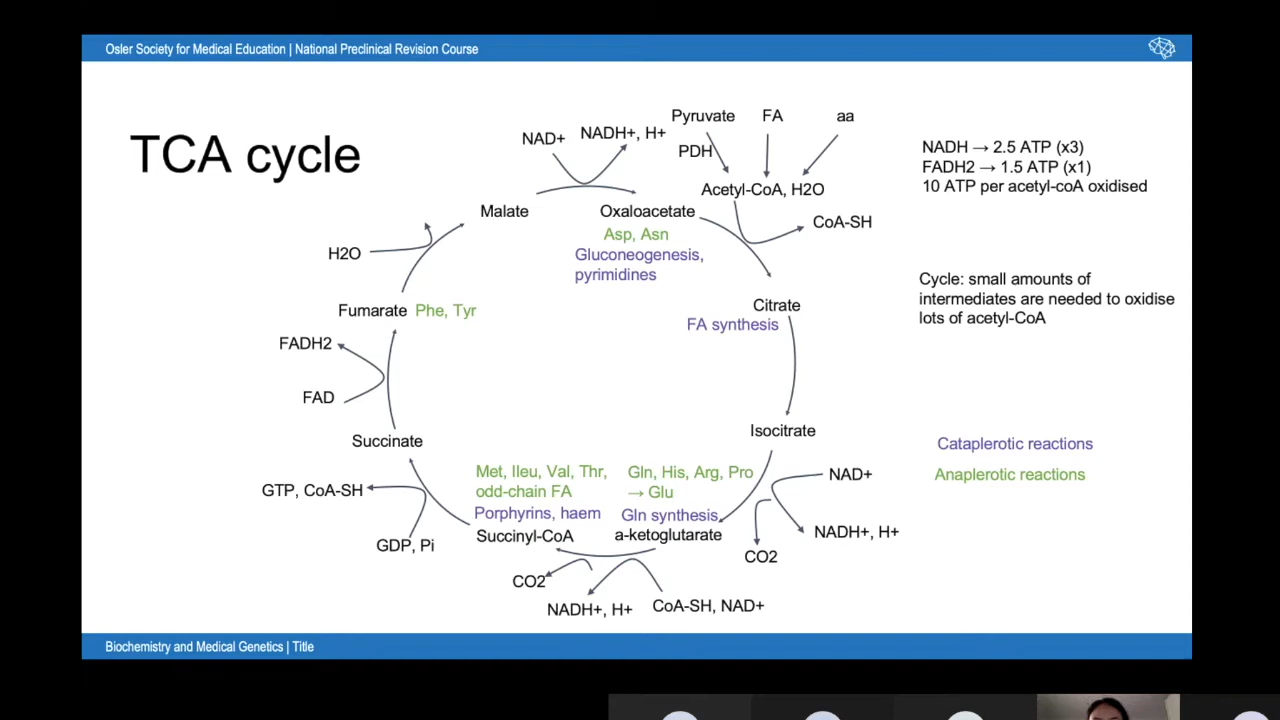 Osler Society for Medical Education | National Preclinical Revision Course
TCA cycle
NAD+
NADH+, H+
Pyruvate
FA
aa
PDH
Acetyl-CoA, H2O
CoA-SH
NADH → 2.5 ATP (x3)
FADH2 → 1.5 ATP (x1)
10 ATP per acetyl-coA oxidised
Malate
Oxaloacetate
Asp, Asn
Gluconeogenesis,
pyrimidines
H2O
Citrate
FA synthesis
Cycle: small amounts of
intermediates are needed to oxidise
lots of acetyl-CoA
Fumarate
Phe, Tyr
FADH2
FAD
Succinate
Isocitrate
Cataplerotic reactions
Anaplerotic reactions
GTP, CoA-SH
GDP, Pi
Met, Ileu, Val, Thr,
odd-chain FA
Porphyrins, haem
Succinyl-CoA
Gln, His, Arg, Pro
→ Glu
Gln synthesis
a-ketoglutarate
NAD+
NADH+, H+
CO2
CO2
NADH+, H+
CoA-SH, NAD+
Biochemistry and Medical Genetics | Title